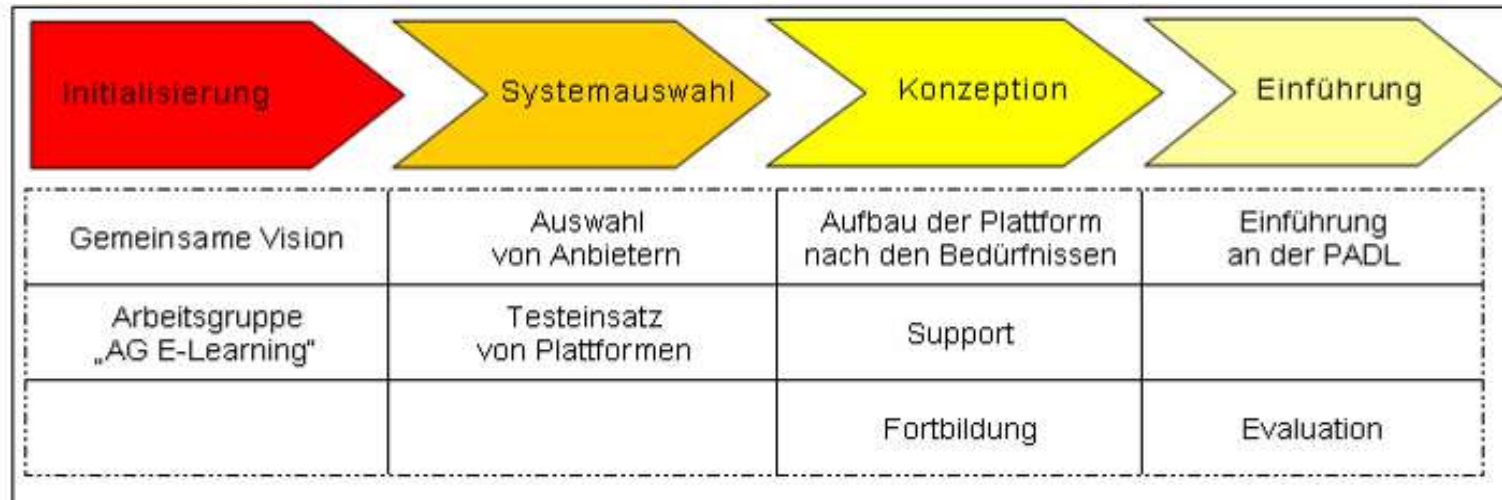 Initialisierung
Systemauswahl
Konzeption
Einführung
Gemeinsame Vision
Auswahl
von Anbietern
Aufbau der Plattform
nach den Bedürfnissen
Einführung
an der PADL
Arbeitsgruppe
„AG E-Learning“
Testeinsatz
von Plattformen
Support
Fortbildung
Evaluation